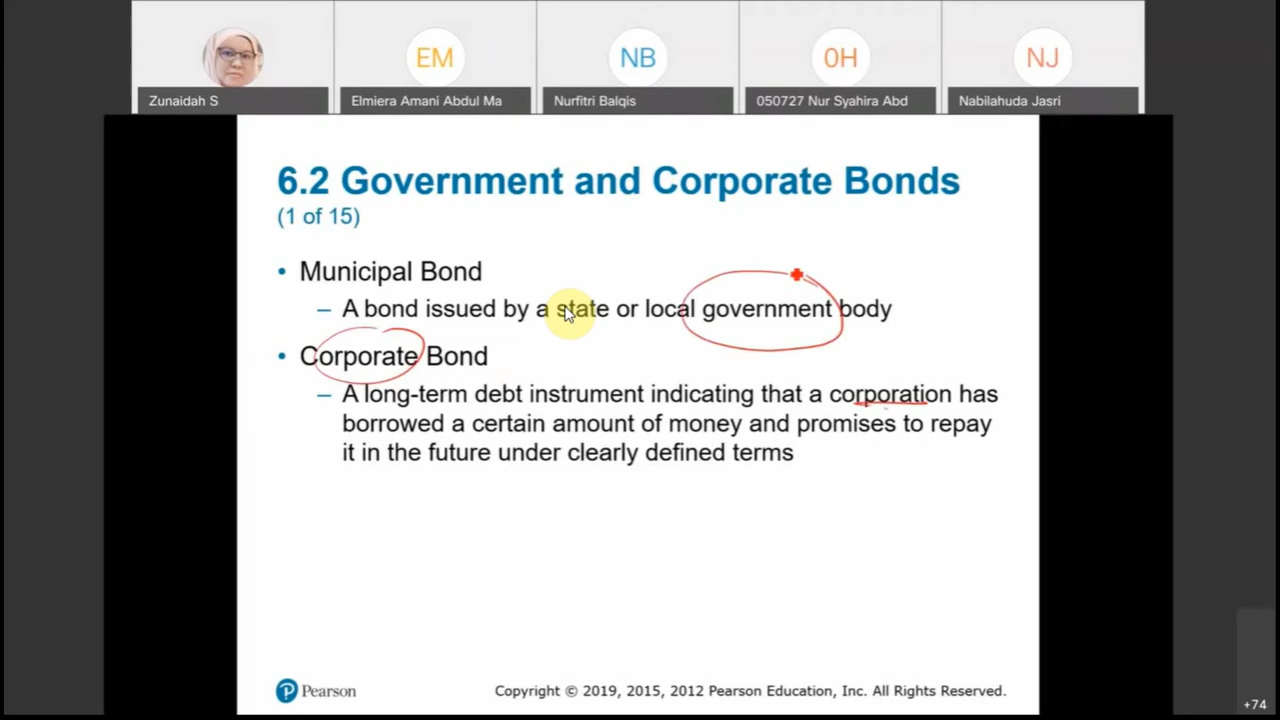 EM
NB
0H
NJ
Zunaidah S
Elmiera Amani Abdul Ma
Nurfitri Balqis
050727 Nur Syahira Abd
Nabilahuda Jasri
6.2 Government and Corporate Bonds
(1 of 15)
• Municipal Bond
– A bond issued by a state or local government body
• Corporate Bond
– A long-term debt instrument indicating that a corporation has
borrowed a certain amount of money and promises to repay
it in the future under clearly defined terms
P Pearson
Copyright © 2019, 2015, 2012 Pearson Education, Inc. All Rights Reserved.
+74